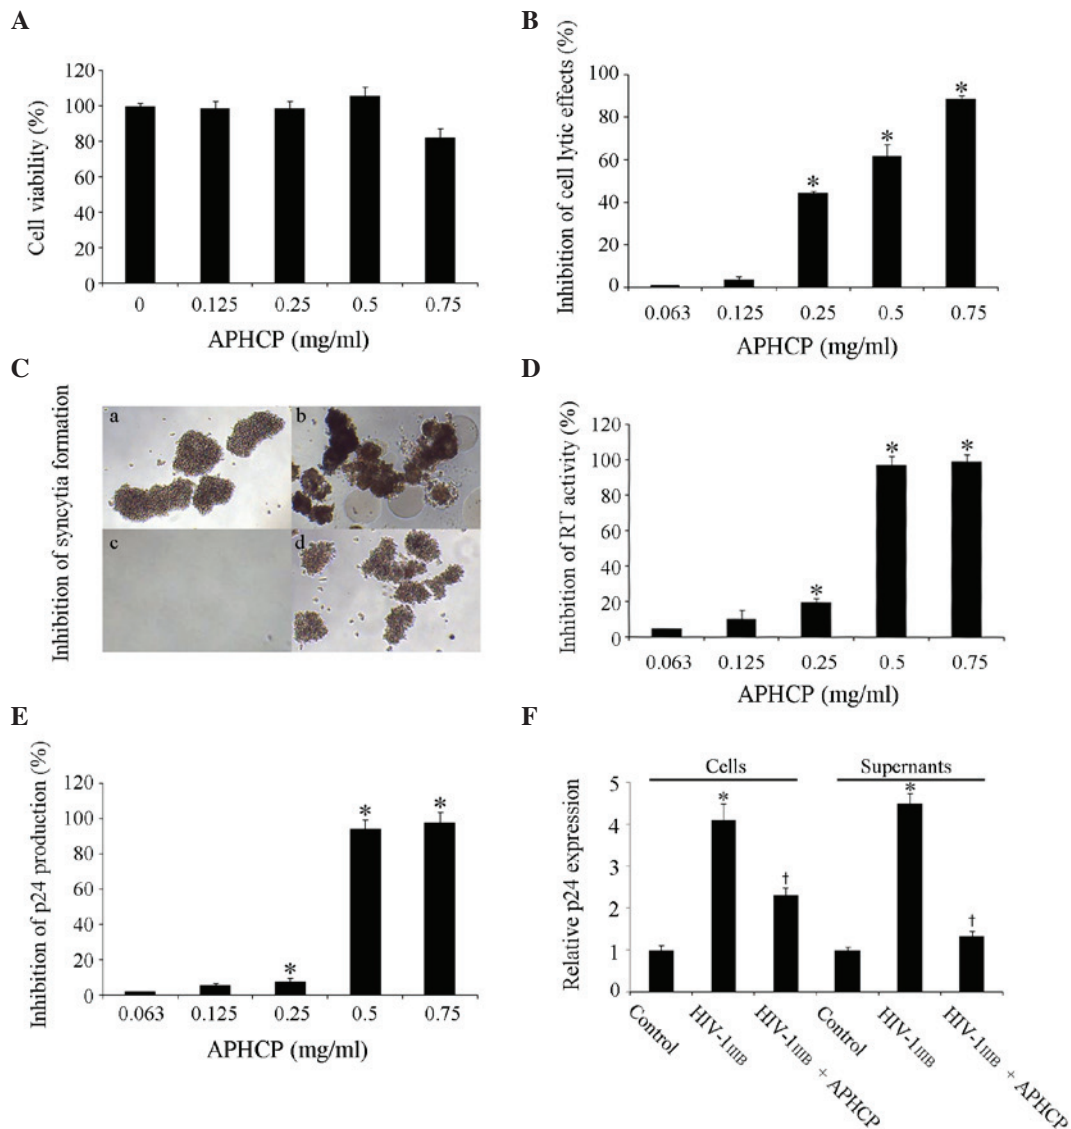 A
Cell viability (%)
120
100
80
60
40
20
0
0 0.125 0.25 0.5 0.75
APHCP (mg/ml)
B
Inhibition of cell lytic effects (%)
100
80
60
40
20
0
* * *
0.063 0.125 0.25 0.5 0.75
APHCP (mg/ml)
C
Inhibition of syncytia formation
a b
c d
D
Inhibition of RT activity (%)
120
100
80
60
40
20
0
* * *
0.063 0.125 0.25 0.5 0.75
APHCP (mg/ml)
E
Inhibition of p24 production (%)
120
100
80
60
40
20
0
* * *
0.063 0.125 0.25 0.5 0.75
APHCP (mg/ml)
F
Relative p24 expression
Cells Supernants
5
4
3
2
1
0
* † * †
Control
HIV-1IIIB
HIV-1IIIB + APHCP
Control
HIV-1IIIB
HIV-1IIIB + APHCP